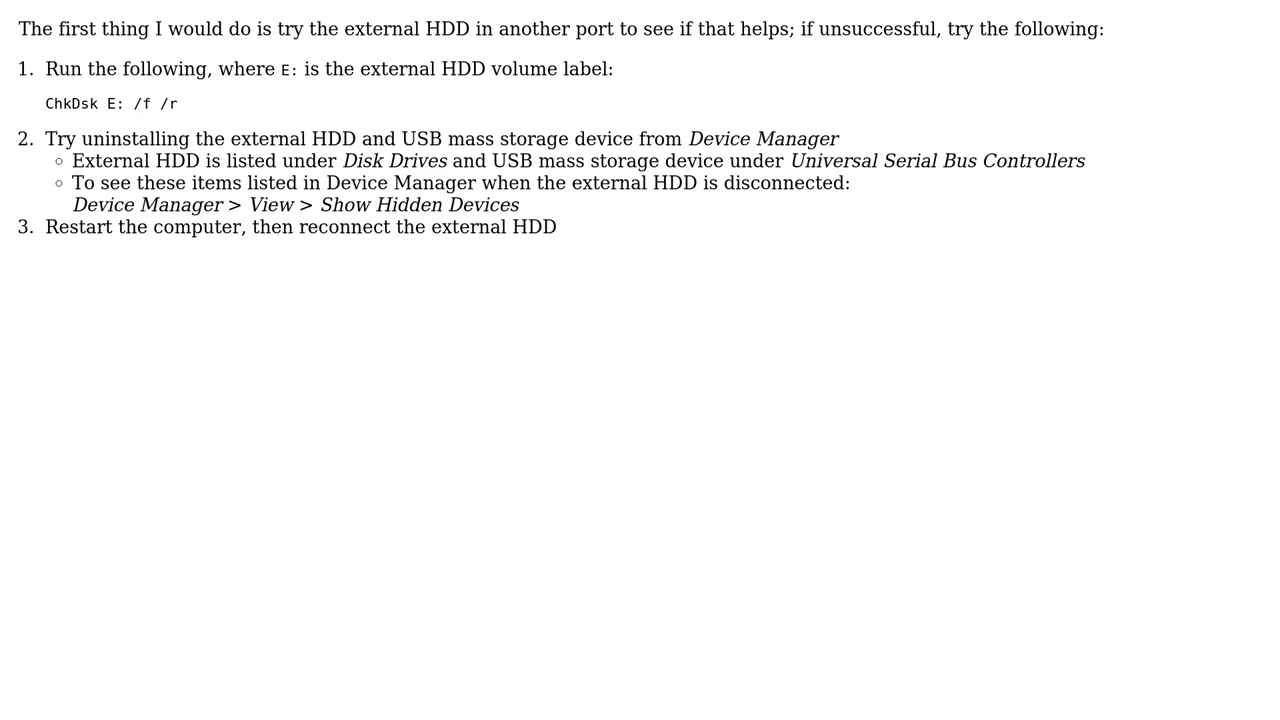 The first thing I would do is try the external HDD in another port to see if that helps; if unsuccessful, try the following:
1. Run the following, where E: is the external HDD volume label:
ChkDsk E: /f /r
2. Try uninstalling the external HDD and USB mass storage device from Device Manager
◦ External HDD is listed under Disk Drives and USB mass storage device under Universal Serial Bus Controllers
◦ To see these items listed in Device Manager when the external HDD is disconnected:
Device Manager > View > Show Hidden Devices
3. Restart the computer, then reconnect the external HDD